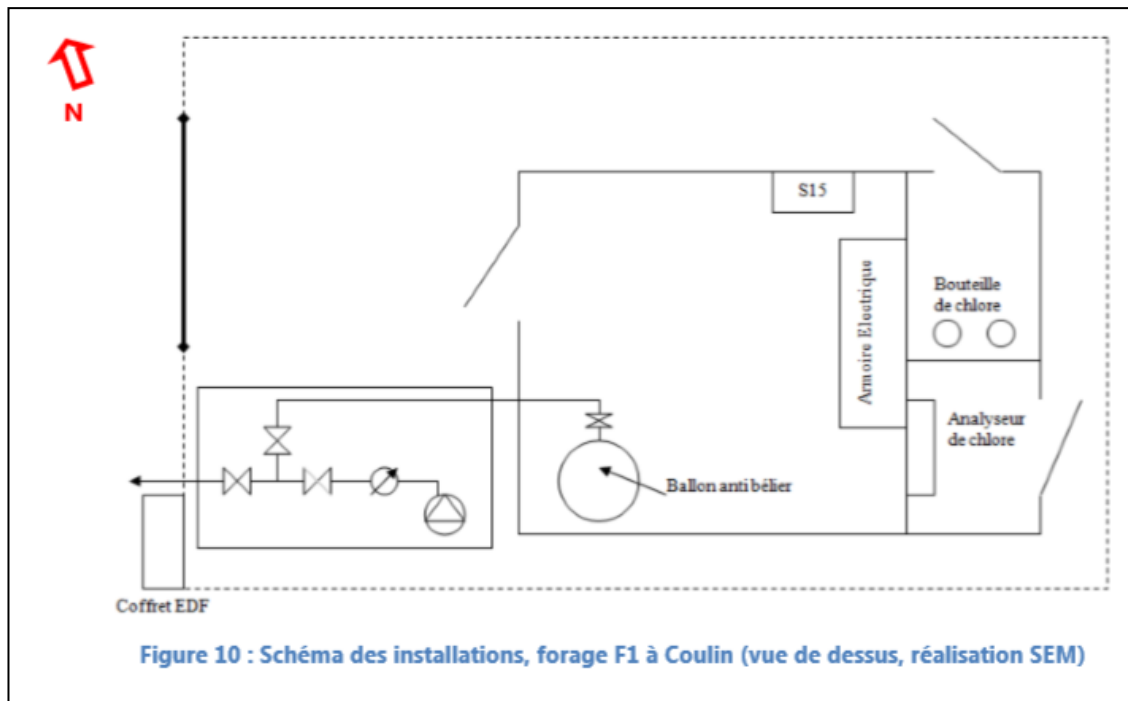 N
S15
Armoire Electrique
Bouteille
de chlore
Analyseur
de chlore
Ballon anti bélier
Coffret EDF
Figure 10 : Schéma des installations, forage F1 à Coulin (vue de dessus, réalisation SEM)